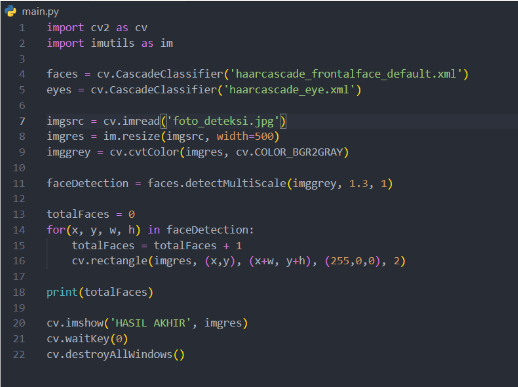 main.py
1 import cv2 as cv
2 import imutils as im
3
4 faces = cv.CascadeClassifier('haarcascade_frontalface_default.xml')
5 eyes = cv.CascadeClassifier('haarcascade_eye.xml')
6
7 imgsrc = cv.imread('foto_deteksi.jpg')
8 imgres = im.resize(imgsrc, width=500)
9 imggrey = cv.cvtColor(imgres, cv.COLOR_BGR2GRAY)
10
11 faceDetection = faces.detectMultiScale(imggrey, 1.3, 1)
12
13 totalFaces = 0
14 for(x, y, w, h) in faceDetection:
15     totalFaces = totalFaces + 1
16     cv.rectangle(imgres, (x,y), (x+w, y+h), (255,0,0), 2)
17
18 print(totalFaces)
19
20 cv.imshow('HASIL AKHIR', imgres)
21 cv.waitKey(0)
22 cv.destroyAllWindows()